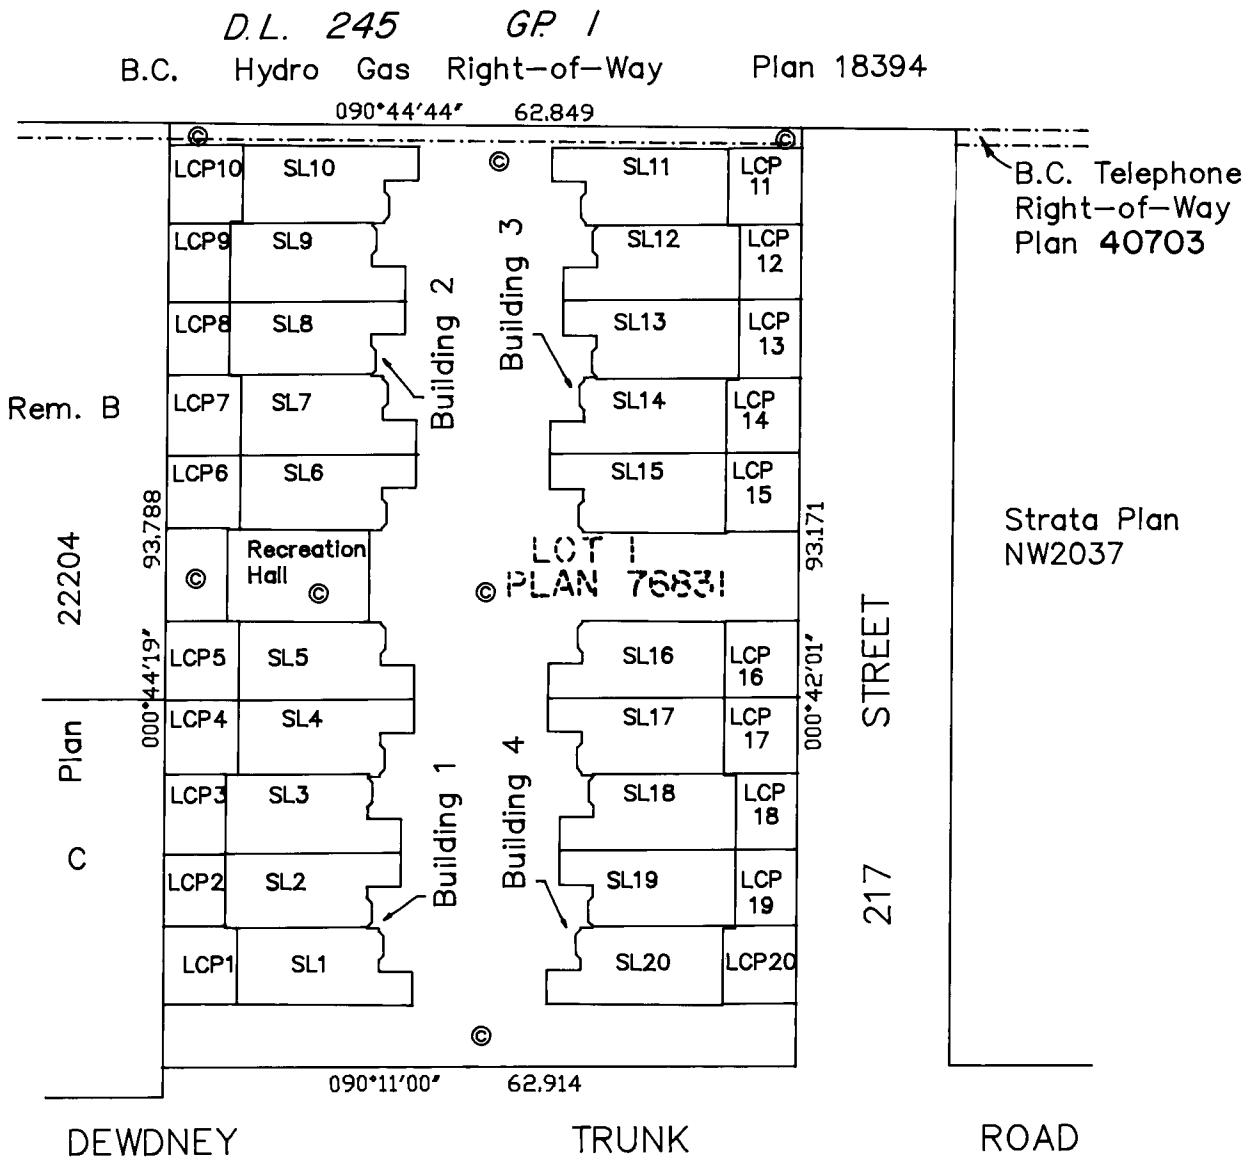 D.L. 245 GP. 1
B.C. Hydro Gas Right-of-Way Plan 18394
090°44'44" 62.849
© ©
©
LCP10 SL10
SL11 LCP
11
B.C. Telephone
Right-of-Way
Plan 40703
LCP9 SL9
SL12 LCP
12
Building 2
Building 3
LCP8 SL8
SL13 LCP
13
Rem. B
LCP7 SL7
SL14 LCP
14
LCP6 SL6
SL15 LCP
15
93.788
93.171
Recreation
Hall
© © ©
LOT 1
PLAN 76831
Strata Plan
NW2037
22204
000°44'19"
000°42'01"
STREET
LCP5 SL5
SL16 LCP
16
LCP4 SL4
SL17 LCP
17
Plan
C
Building 1
Building 4
LCP3 SL3
SL18 LCP
18
LCP2 SL2
SL19 LCP
19
217
LCP1 SL1
SL20 LCP20
©
090°11'00" 62.914
DEWDNEY TRUNK ROAD